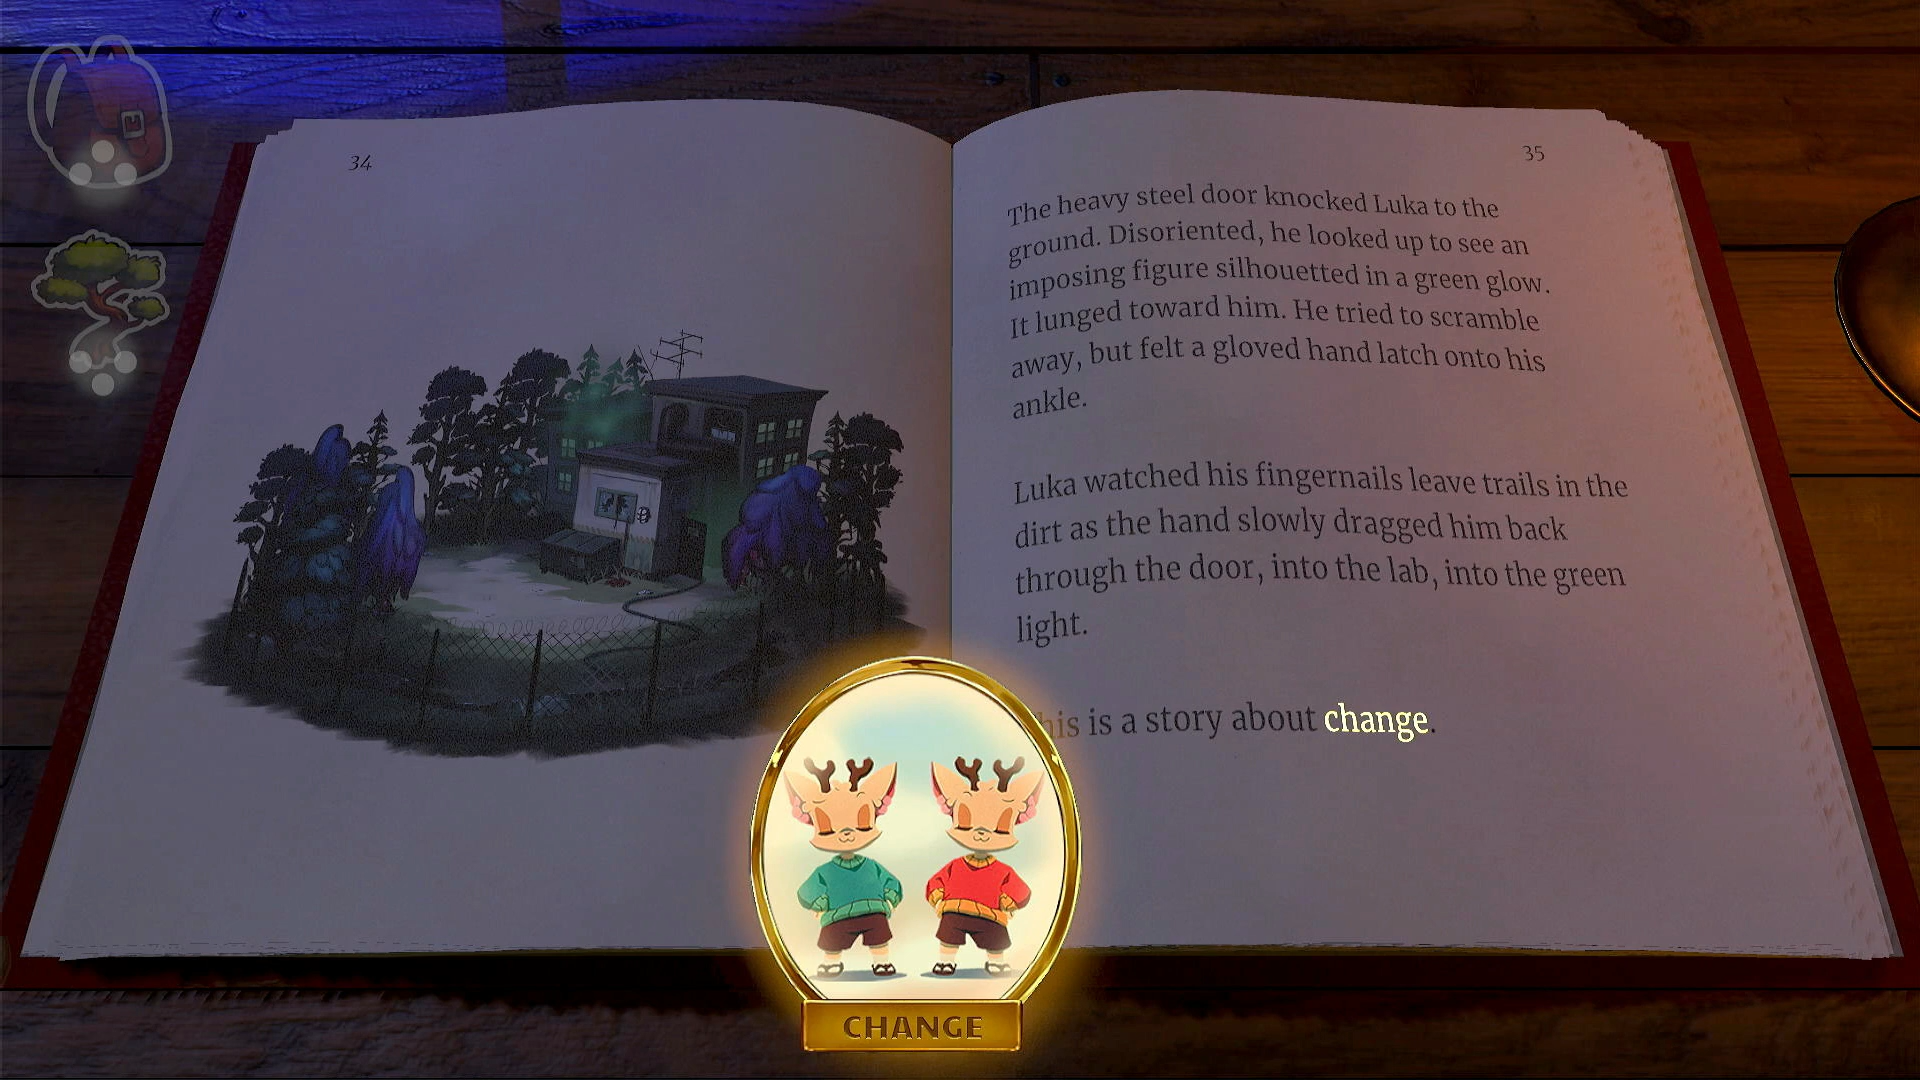 34
35
The heavy steel door knocked Luka to the
ground. Disoriented, he looked up to see an
imposing figure silhouetted in a green glow.
It lunged toward him. He tried to scramble
away, but felt a gloved hand latch onto his
ankle.
Luka watched his fingernails leave trails in the
dirt as the hand slowly dragged him back
through the door, into the lab, into the green
light.
his is a story about change.
CHANGE